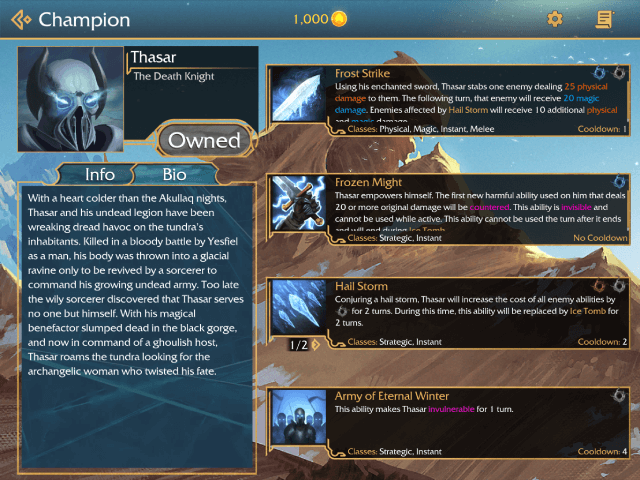 Champion
1,000
Thasar
The Death Knight
Owned
Info
Bio
With a heart colder than the Akullaq nights,
Thasar and his undead legion have been
wreaking dread havoc on the tundra's
inhabitants. Killed in a bloody battle by Yesfiel
as a man, his body was thrown into a glacial
ravine only to be revived by a sorcerer to
command his growing undead army. Too late
the wily sorcerer discovered that Thasar serves
no one but himself. With his magical
benefactor slumped dead in the black gorge,
and now in command of a ghoulish host,
Thasar roams the tundra looking for the
archangelic woman who twisted his fate.
Frost Strike
Using his enchanted sword, Thasar stabs one enemy dealing 25 physical
damage to them. The following turn, that enemy will receive 20 magic
damage. Enemies affected by Hail Storm will receive 10 additional physical
and magic damage.
Classes: Physical, Magic, Instant, Melee
Cooldown: 1
Frozen Might
Thasar empowers himself. The first new harmful ability used on him that deals
20 or more original damage will be countered. This ability is invisible and
cannot be used while active. This ability cannot be used the turn after it ends
and will end during Ice Tomb.
Classes: Strategic, Instant
No Cooldown
Hail Storm
Conjuring a hail storm, Thasar will increase the cost of all enemy abilities by
for 2 turns. During this time, this ability will be replaced by Ice Tomb for
2 turns.
1/2
Classes: Strategic, Instant
Cooldown: 2
Army of Eternal Winter
This ability makes Thasar invulnerable for 1 turn.
Classes: Strategic, Instant
Cooldown: 4